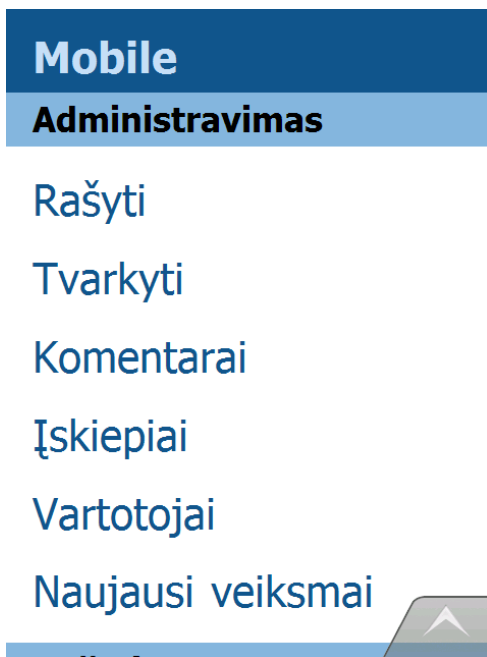 Mobile
Administravimas
Rašyti
Tvarkyti
Komentarai
Įskiepiai
Vartotojai
Naujausi veiksmai